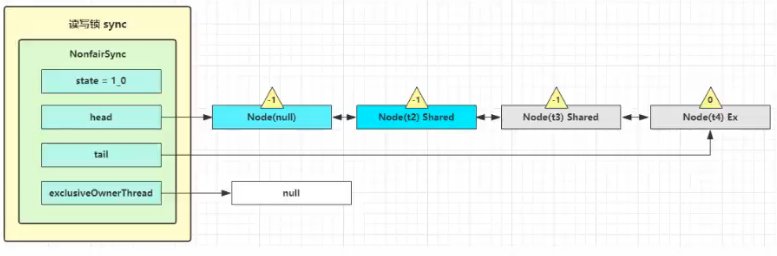 读写锁 sync
NonfairSync
state = 1_0
head
tail
exclusiveOwnerThread
-1
Node(null)
-1
Node(t2) Shared
-1
Node(t3) Shared
0
Node(t4) Ex
null